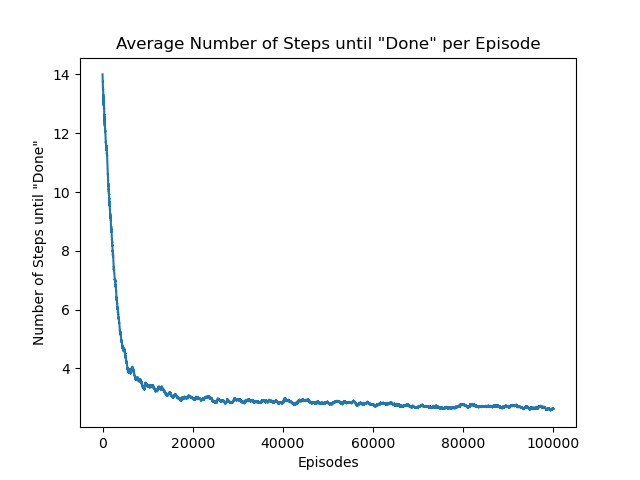 Average Number of Steps until "Done" per Episode
14
12
10
8
6
4
Number of Steps until "Done"
0 20000 40000 60000 80000 100000
Episodes